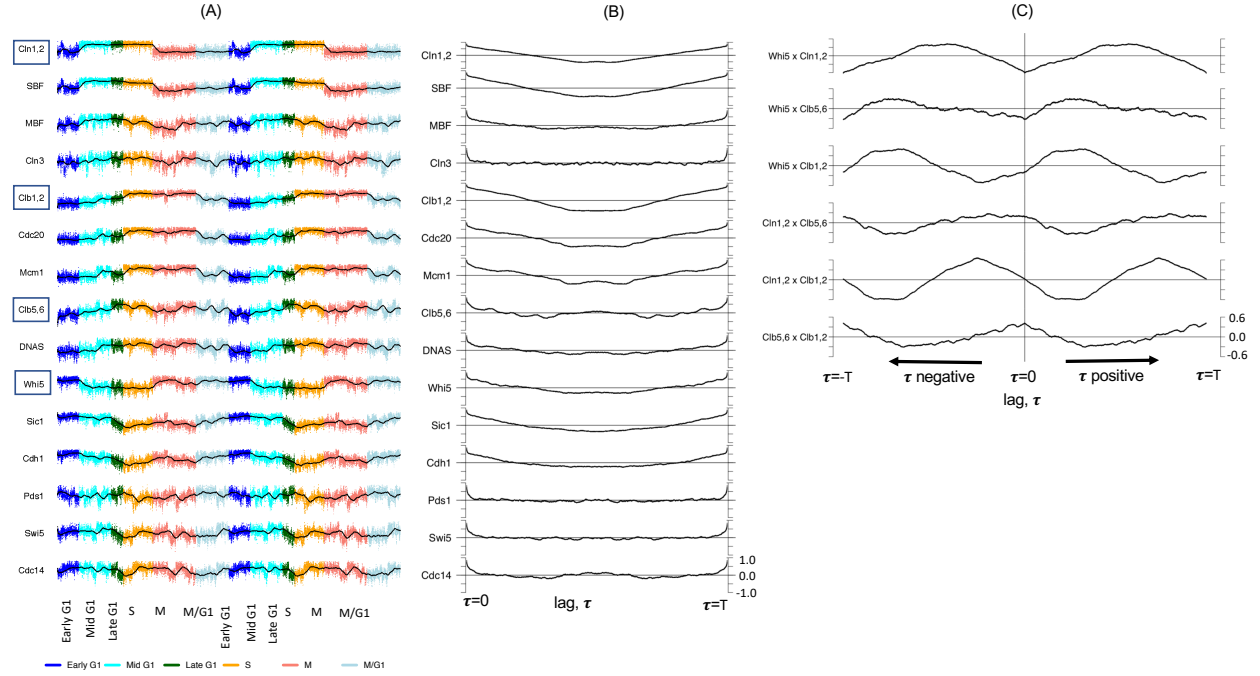 (A)
Cln1,2
SBF
MBF
Cln3
Clb1,2
Cdc20
Mcm1
Clb5,6
DNAS
Whi5
Sic1
Cdh1
Pds1
Swi5
Cdc14
Early G1
Mid G1
Late G1
S
M
M/G1
Early G1
Mid G1
Late G1
S
M
M/G1
Early G1 Mid G1 Late G1 S M M/G1
(B)
Cln1,2
SBF
MBF
Cln3
Clb1,2
Cdc20
Mcm1
Clb5,6
DNAS
Whi5
Sic1
Cdh1
Pds1
Swi5
Cdc14
1.0
0.0
-1.0
τ=0 lag, τ τ=T
(C)
Whi5 x Cln1,2
Whi5 x Clb5,6
Whi5 x Clb1,2
Cln1,2 x Clb5,6
Cln1,2 x Clb1,2
Clb5,6 x Clb1,2
0.6
0.0
-0.6
τ=-T τ negative τ=0 τ positive τ=T
lag, τ